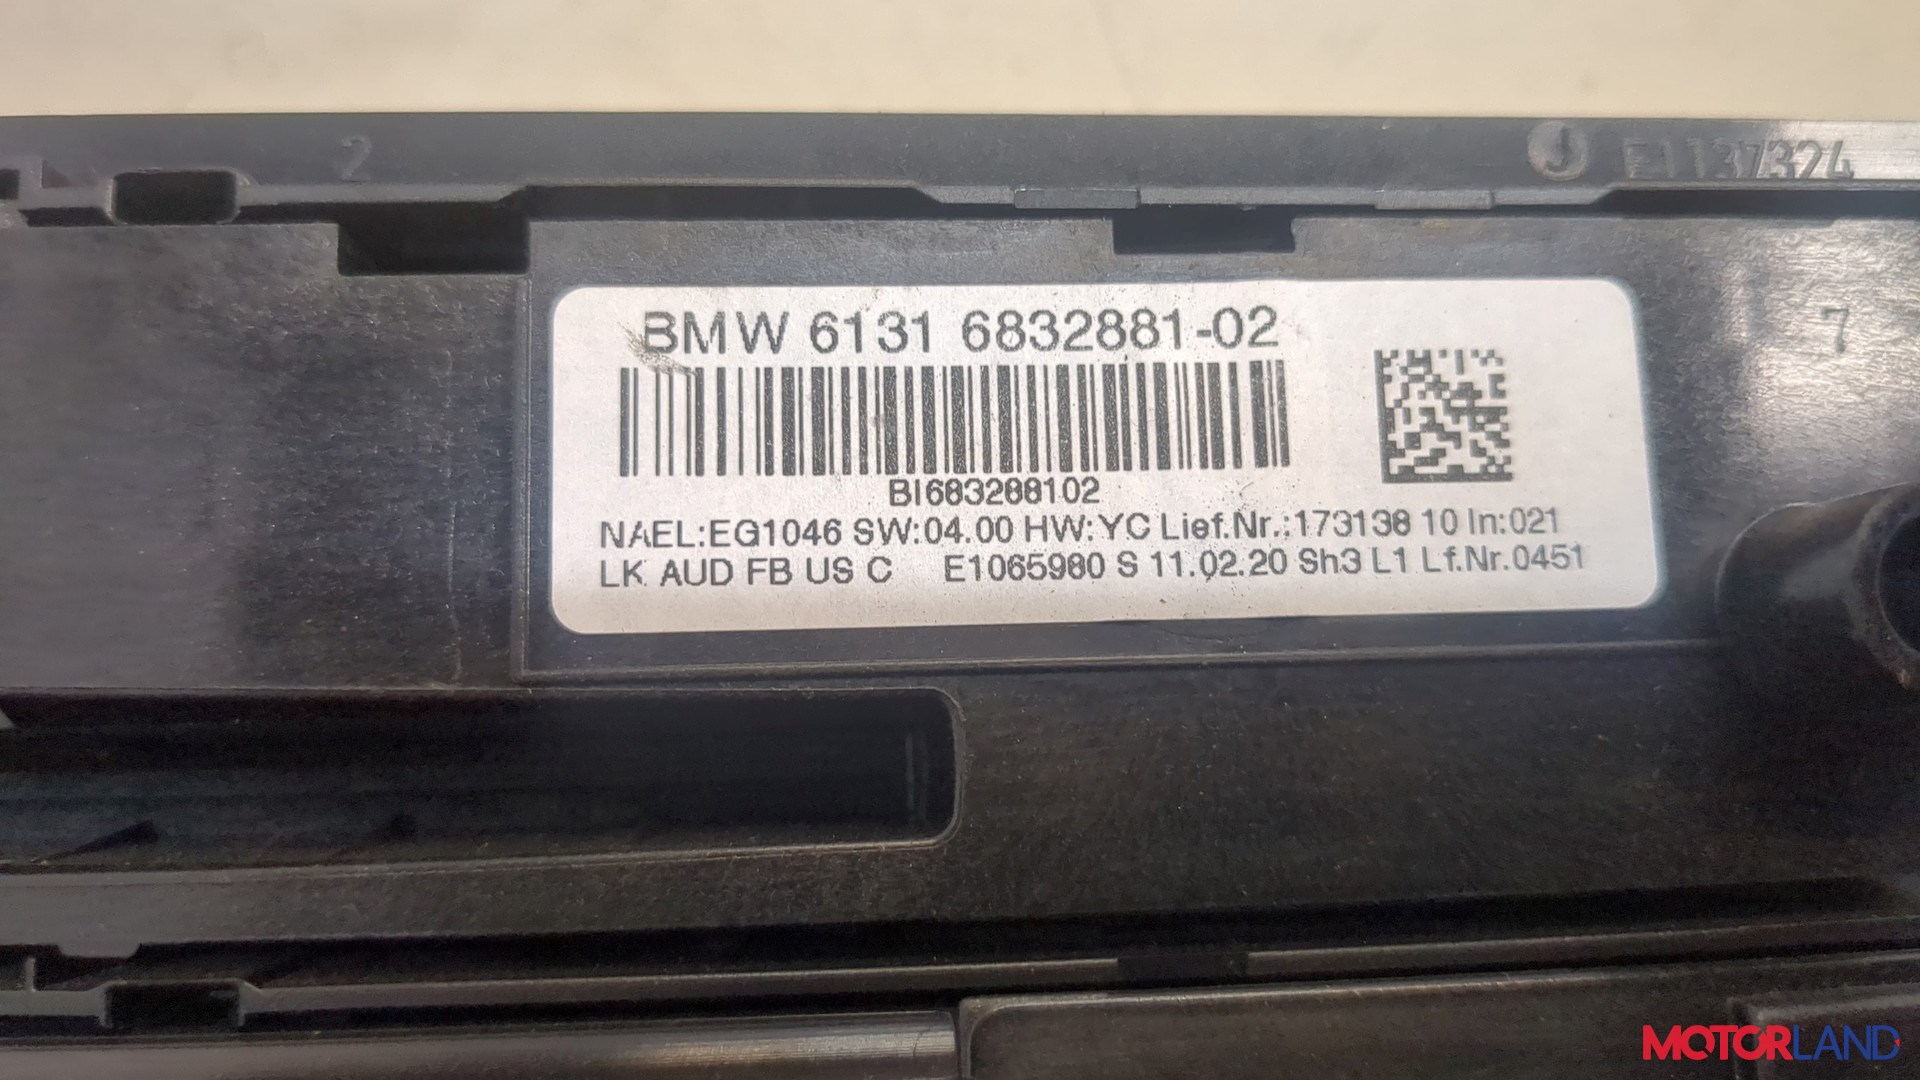 2
J E1137324
BMW 6131 6832881-02
7
BI683288102
NAEL:EG1046 SW:04.00 HW:YC Lief.Nr.:173138 10 In:021
LK AUD FB US C E1065980 S 11.02.20 Sh3 L1 Lf.Nr.0451
MOTORLAND